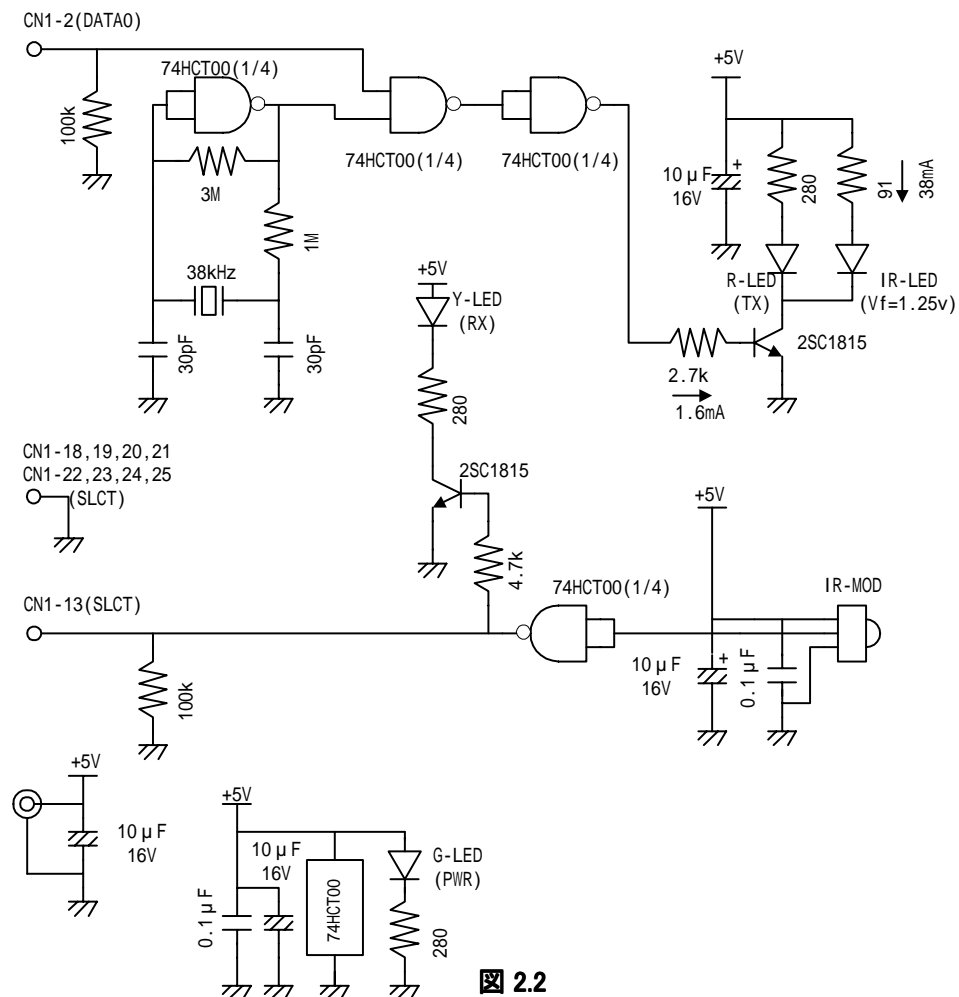 CN1-2(DATA0)
74HCT00(1/4)
100k
3M
1M
38kHz
30pF
30pF
74HCT00(1/4)
74HCT00(1/4)
+5V
10μF
16V
280
91
38mA
R-LED
(TX)
IR-LED
(Vf=1.25v)
2SC1815
2.7k
1.6mA
+5V
Y-LED
(RX)
280
2SC1815
4.7k
CN1-18,19,20,21
CN1-22,23,24,25
(SLCT)
CN1-13(SLCT)
100k
74HCT00(1/4)
+5V
IR-MOD
10μF
16V
0.1μF
+5V
10μF
16V
+5V
0.1μF
10μF
16V
74HCT00
G-LED
(PWR)
280
図 2.2